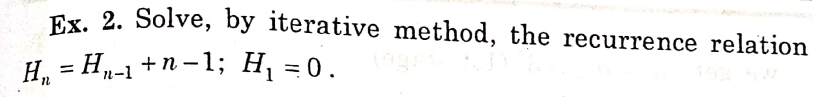 Ex. 2. Solve, by iterative method, the recurrence relation
Hₙ = Hₙ₋₁ + n − 1; H₁ = 0.